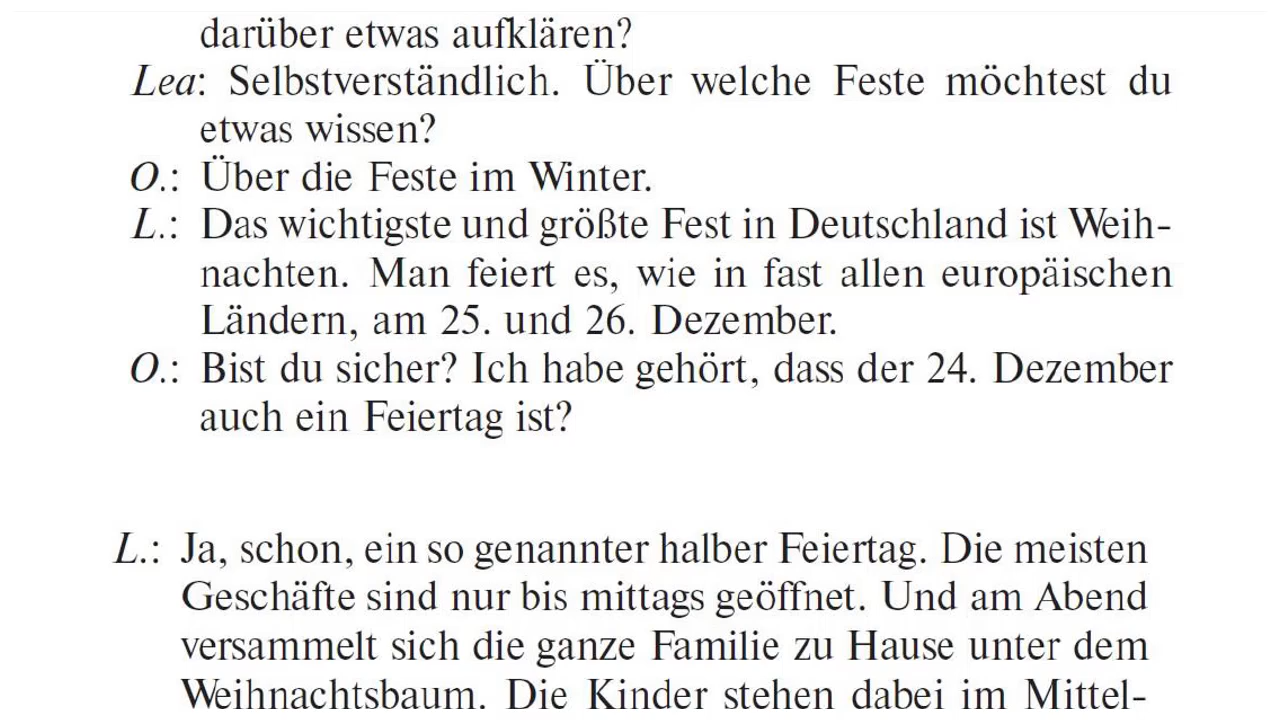 darüber etwas aufklären?
Lea: Selbstverständlich. Über welche Feste möchtest du
etwas wissen?
O.: Über die Feste im Winter.
L.: Das wichtigste und größte Fest in Deutschland ist Weih-
nachten. Man feiert es, wie in fast allen europäischen
Ländern, am 25. und 26. Dezember.
O.: Bist du sicher? Ich habe gehört, dass der 24. Dezember
auch ein Feiertag ist?
L.: Ja, schon, ein so genannter halber Feiertag. Die meisten
Geschäfte sind nur bis mittags geöffnet. Und am Abend
versammelt sich die ganze Familie zu Hause unter dem
Weihnachtsbaum. Die Kinder stehen dabei im Mittel-